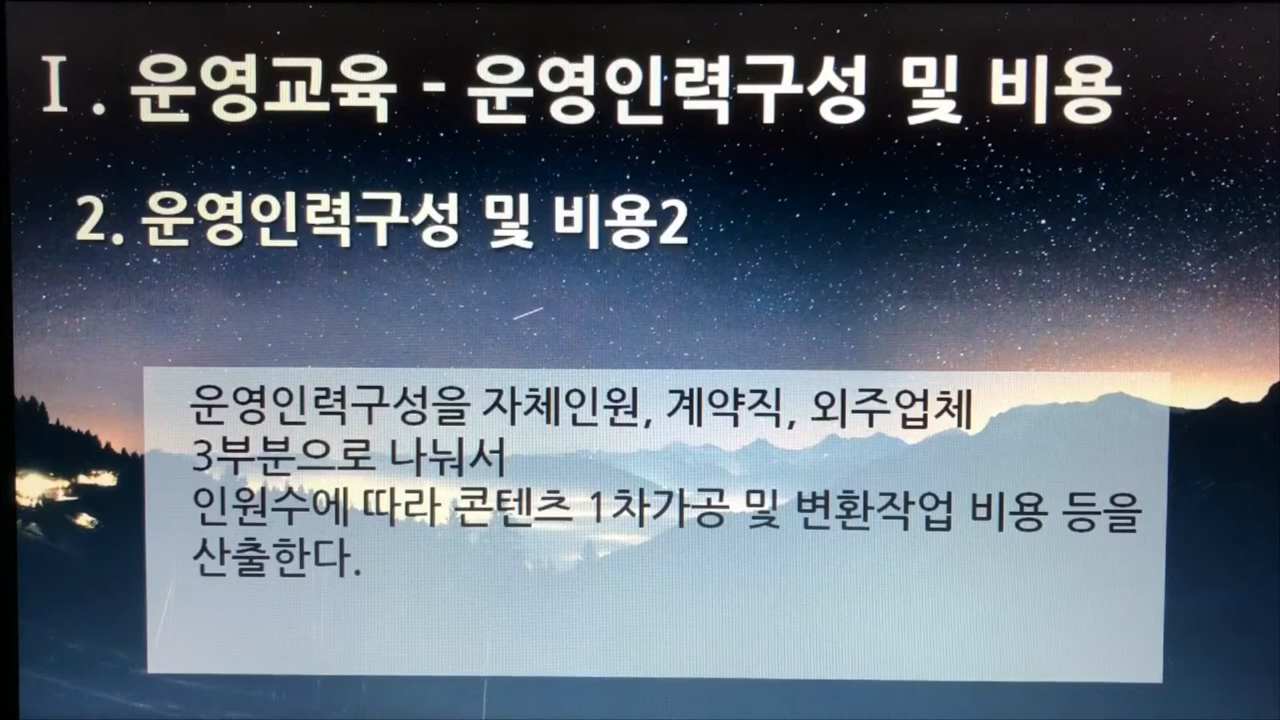 Ⅰ. 운영교육 - 운영인력구성 및 비용
2. 운영인력구성 및 비용2
운영인력구성을 자체인원, 계약직, 외주업체
3부분으로 나눠서
인원수에 따라 콘텐츠 1차가공 및 변환작업 비용 등을
산출한다.